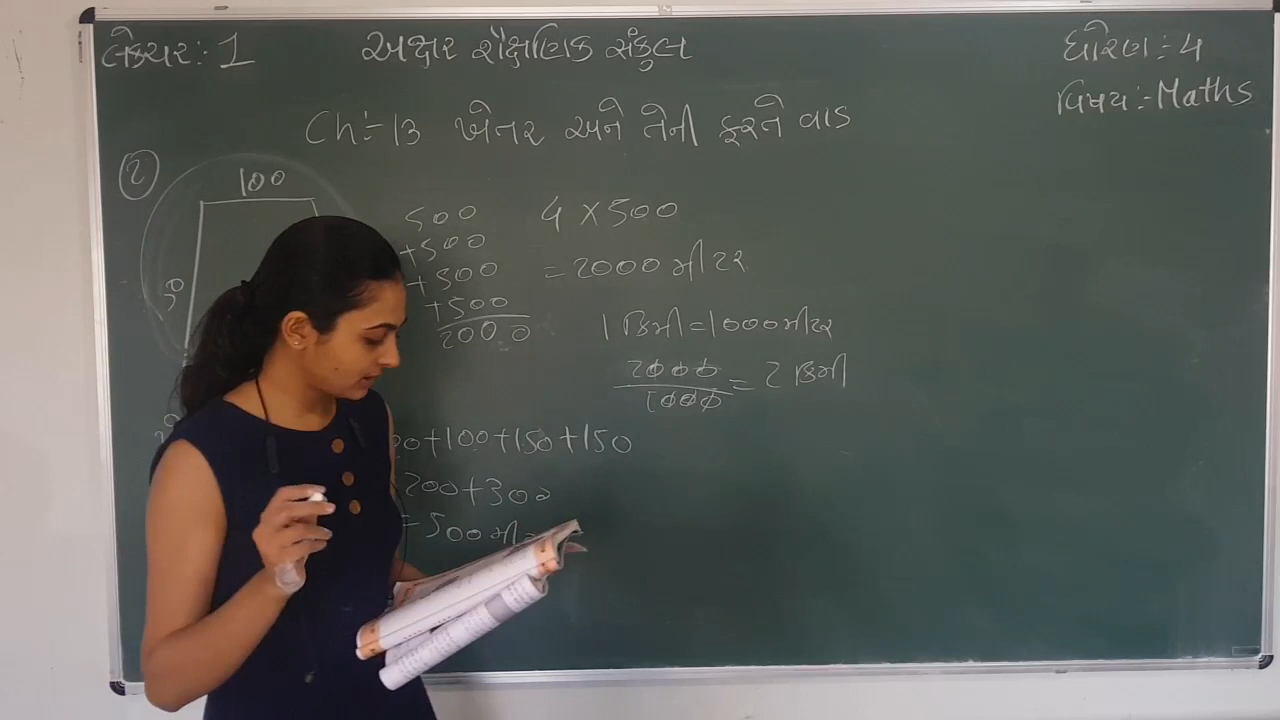 લેક્ચર:- 1
અક્ષર શૈક્ષણિક સંકુલ
ધોરણ:- 4
વિષય:- Maths
Ch:- 13 ખેતર અને તેની ફરતે વાડ
2
100
500
+500
+500
+500
2000
4 × 500
= 2000 મીટર
1 કિમી = 1000 મીટર
2000
1000
= 2 કિમી
+100+150+150
200+300
= 500 મી